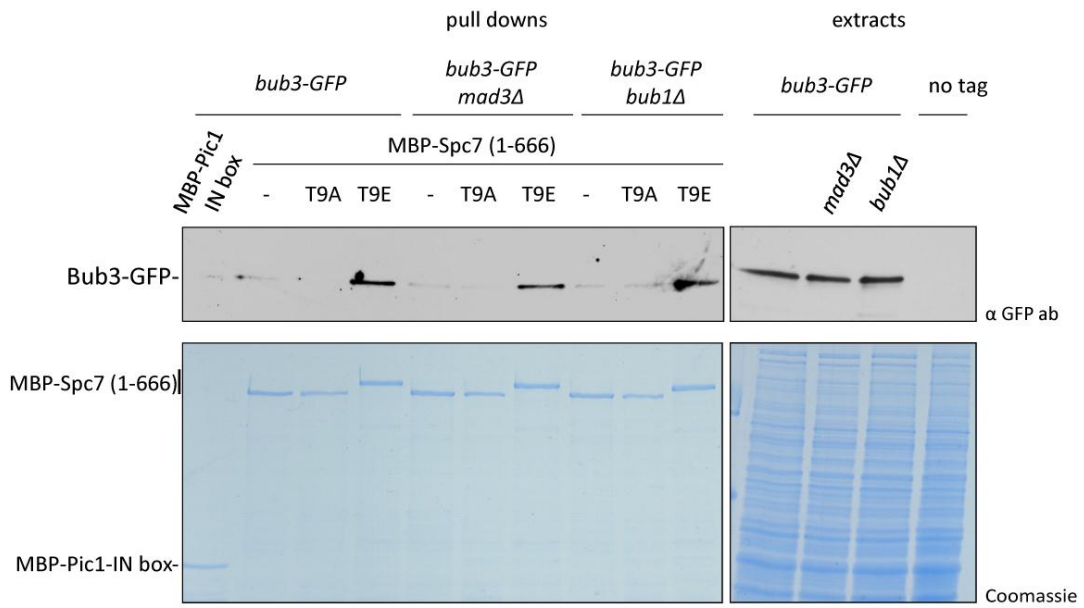 pull downs
extracts
bub3-GFP
bub3-GFP
mad3Δ
bub3-GFP
bub1Δ
bub3-GFP
no tag
MBP-Pic1
IN box
MBP-Spc7 (1-666)
mad3Δ
bub1Δ
- T9A T9E - T9A T9E - T9A T9E
Bub3-GFP-
α GFP ab
MBP-Spc7 (1-666)
MBP-Pic1-IN box-
Coomassie